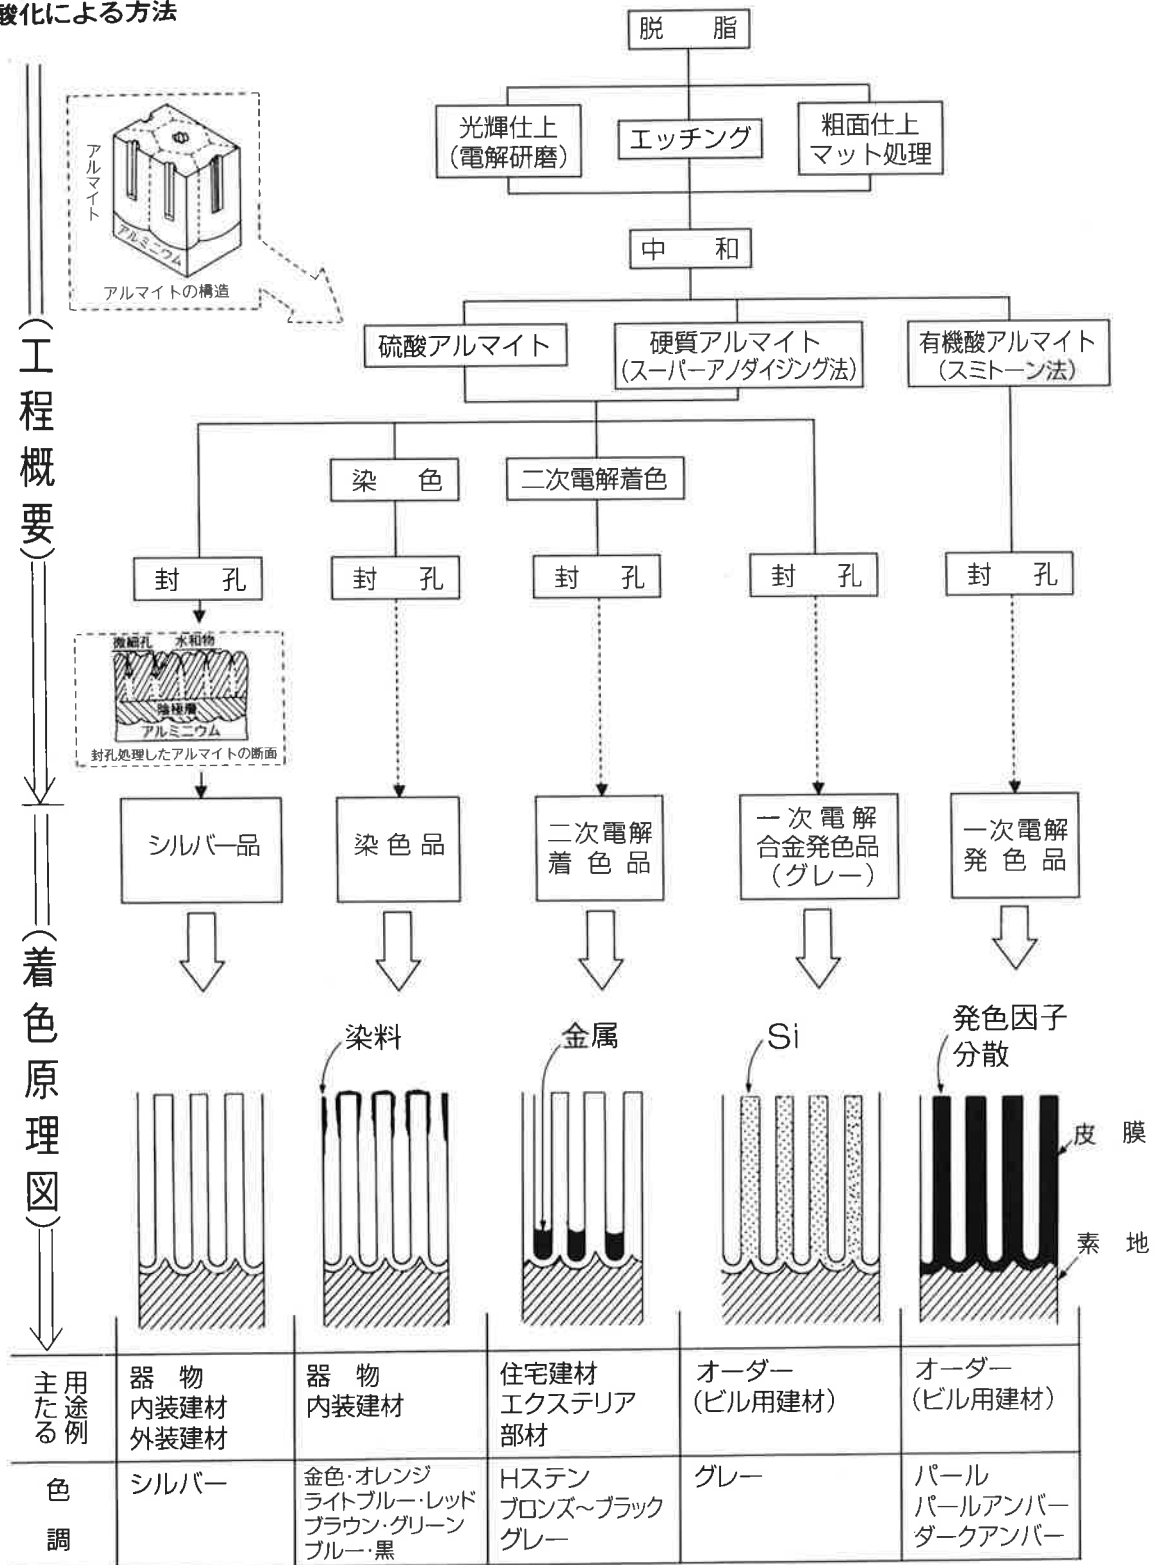 酸化による方法
脱　脂
光輝仕上
(電解研磨)
エッチング
粗面仕上
マット処理
中　和
アルマイト
アルミニウム
アルマイトの構造
硫酸アルマイト
硬質アルマイト
(スーパーアノダイジング法)
有機酸アルマイト
(スミトーン法)
(工程概要)
染　色
二次電解着色
封　孔
封　孔
封　孔
封　孔
封　孔
微細孔　水和物
陰極層
アルミニウム
封孔処理したアルマイトの断面
シルバー品
染色品
二次電解
着色品
一次電解
合金発色品
(グレー)
一次電解
発色品
(着色原理図)
染料
金属
Si
発色因子
分散
皮　膜
素　地
主たる
用途例
器　物
内装建材
外装建材
器　物
内装建材
住宅建材
エクステリア
部材
オーダー
(ビル用建材)
オーダー
(ビル用建材)
色　調
シルバー
金色・オレンジ
ライトブルー・レッド
ブラウン・グリーン
ブルー・黒
Hステン
ブロンズ〜ブラック
グレー
グレー
パール
パールアンバー
ダークアンバー